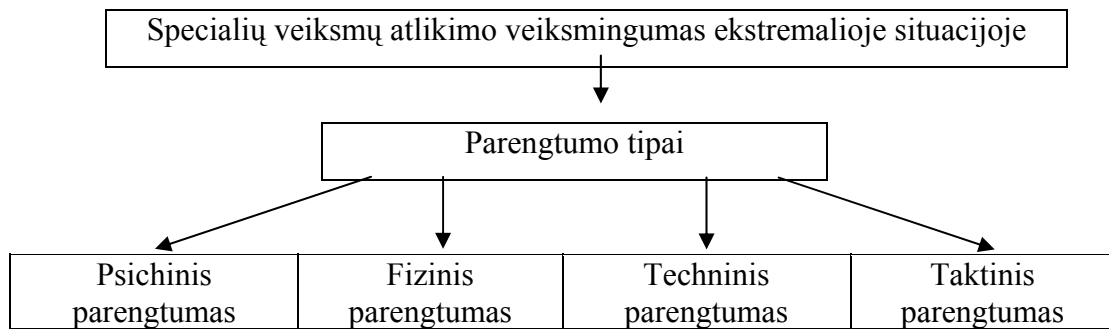 Specialių veiksmų atlikimo veiksmingumas ekstremalioje situacijoje
Parengtumo tipai
Psichinis
parengtumas
Fizinis
parengtumas
Techninis
parengtumas
Taktinis
parengtumas